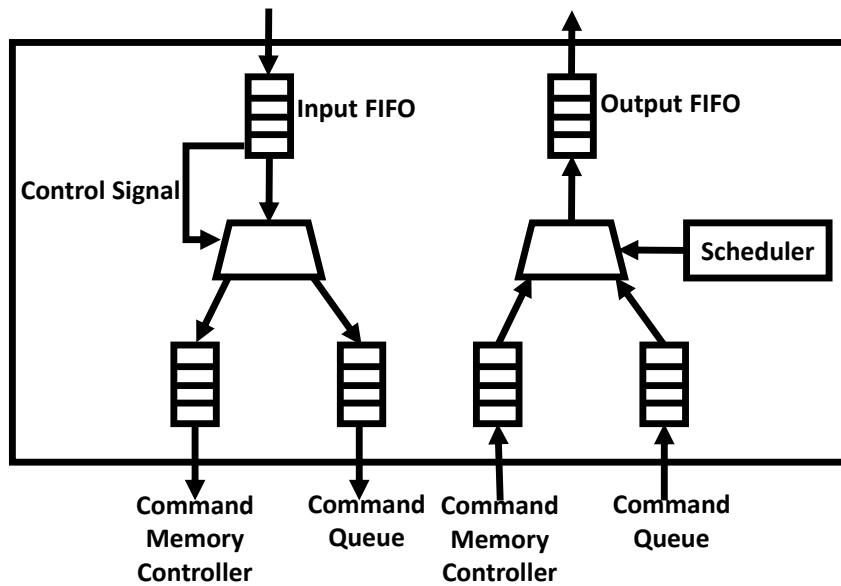 Input FIFO
Output FIFO
Control Signal
Scheduler
Command
Memory
Controller
Command
Queue
Command
Memory
Controller
Command
Queue